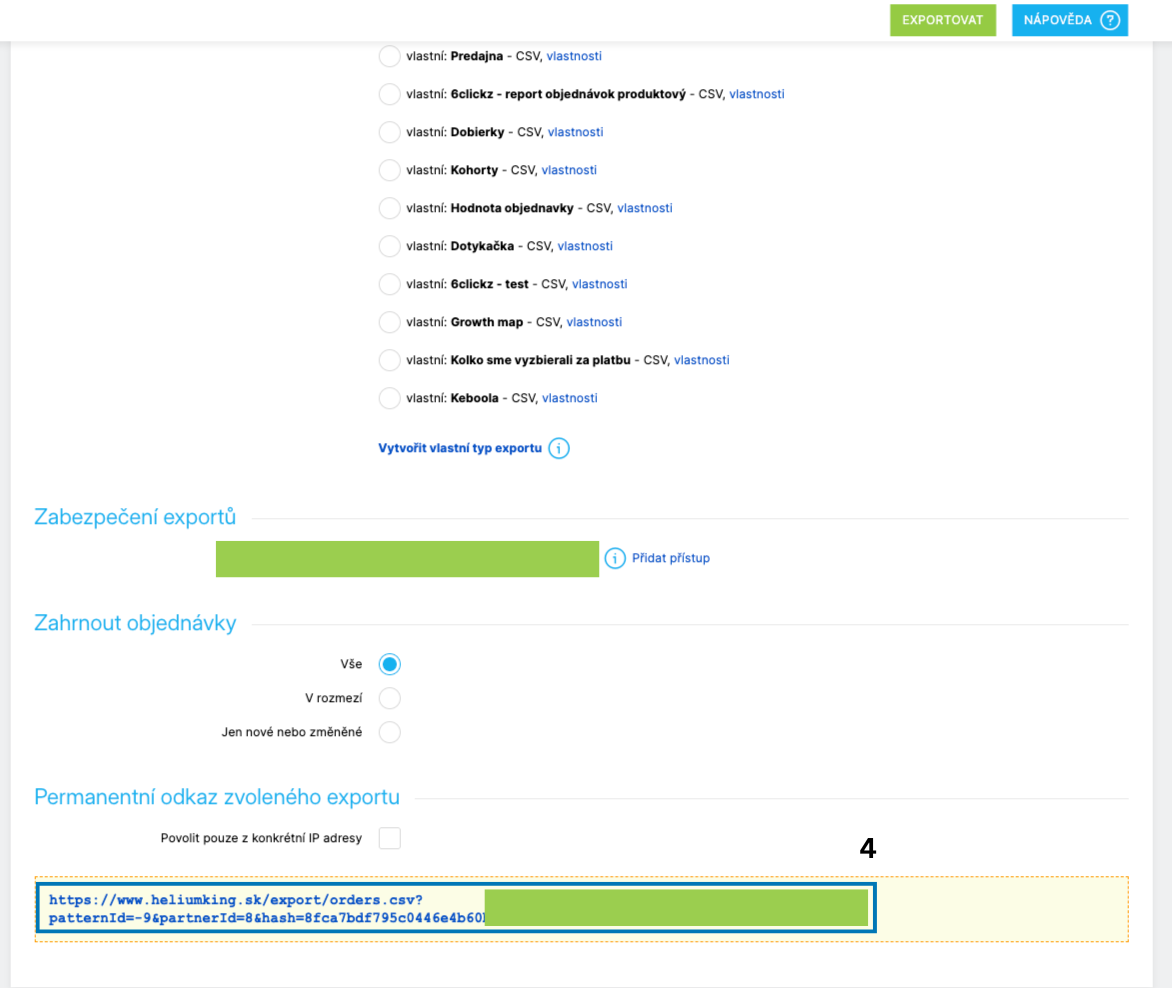 EXPORTOVAT
NÁPOVĚDA ?
vlastní: Predajna - CSV, vlastnosti
vlastní: 6clickz - report objednávok produktový - CSV, vlastnosti
vlastní: Dobierky - CSV, vlastnosti
vlastní: Kohorty - CSV, vlastnosti
vlastní: Hodnota objednavky - CSV, vlastnosti
vlastní: Dotykačka - CSV, vlastnosti
vlastní: 6clickz - test - CSV, vlastnosti
vlastní: Growth map - CSV, vlastnosti
vlastní: Kolko sme vyzbierali za platbu - CSV, vlastnosti
vlastní: Keboola - CSV, vlastnosti
Vytvořit vlastní typ exportu i
Zabezpečení exportů
i Přidat přístup
Zahrnout objednávky
Vše
V rozmezí
Jen nové nebo změněné
Permanentní odkaz zvoleného exportu
Povolit pouze z konkrétní IP adresy
4
https://www.heliumking.sk/export/orders.csv?
patternId=-9&partnerId=8&hash=8fca7bdf795c0446e4b60